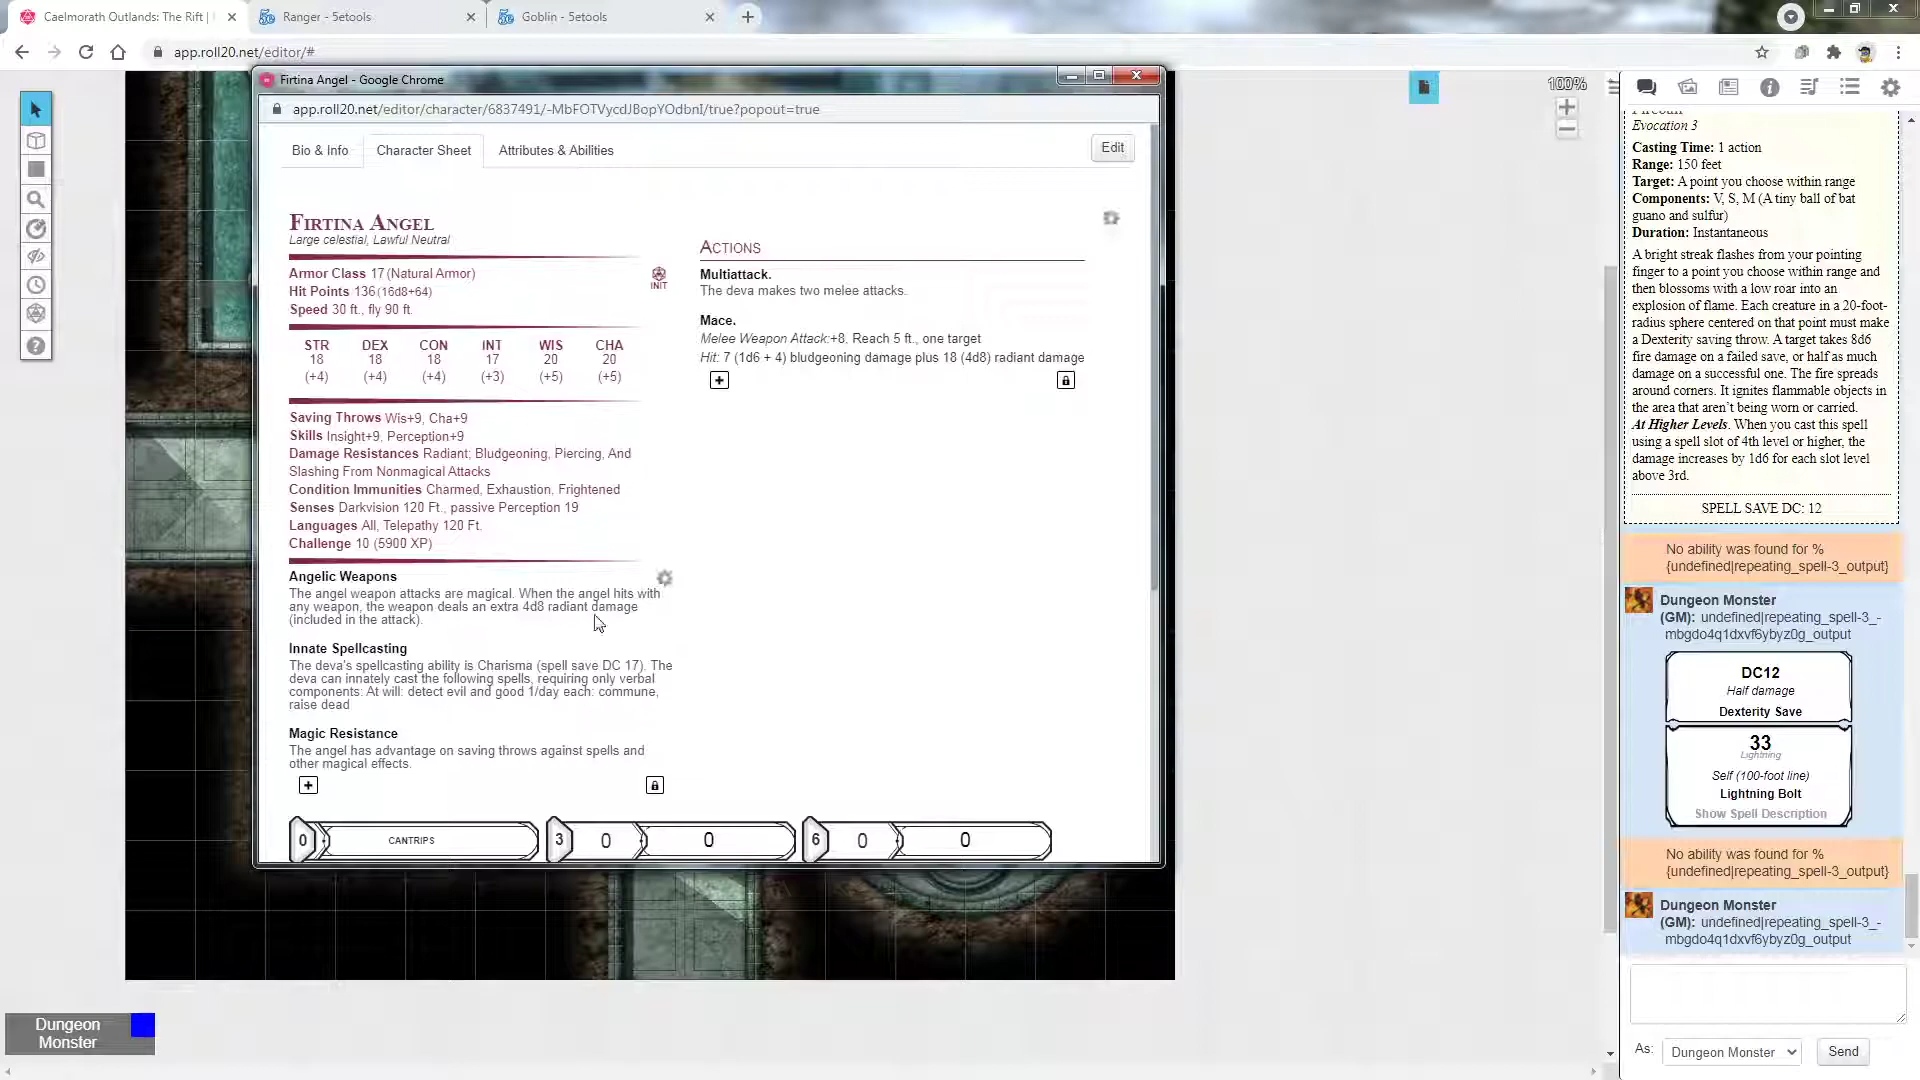 Caelmorath Outlands: The Rift |
Ranger - 5etools
Goblin - 5etools
app.roll20.net/editor/#
Firtina Angel - Google Chrome
app.roll20.net/editor/character/6837491/-MbFOTVycdJBopYOdbnI/true?popout=true
Bio & Info
Character Sheet
Attributes & Abilities
Edit
FIRTINA ANGEL
Large celestial, Lawful Neutral
Armor Class 17 (Natural Armor)
Hit Points 136 (16d8+64)
Speed 30 ft., fly 90 ft.
INIT
STR DEX CON INT WIS CHA
18 18 18 17 20 20
(+4) (+4) (+4) (+3) (+5) (+5)
Saving Throws Wis+9, Cha+9
Skills Insight+9, Perception+9
Damage Resistances Radiant; Bludgeoning, Piercing, And
Slashing From Nonmagical Attacks
Condition Immunities Charmed, Exhaustion, Frightened
Senses Darkvision 120 Ft., passive Perception 19
Languages All, Telepathy 120 Ft.
Challenge 10 (5900 XP)
Angelic Weapons
The angel weapon attacks are magical. When the angel hits with
any weapon, the weapon deals an extra 4d8 radiant damage
(included in the attack).
Innate Spellcasting
The deva's spellcasting ability is Charisma (spell save DC 17). The
deva can innately cast the following spells, requiring only verbal
components: At will: detect evil and good 1/day each: commune,
raise dead
Magic Resistance
The angel has advantage on saving throws against spells and
other magical effects.
ACTIONS
Multiattack.
The deva makes two melee attacks.
Mace.
Melee Weapon Attack:+8, Reach 5 ft., one target
Hit: 7 (1d6 + 4) bludgeoning damage plus 18 (4d8) radiant damage
0 CANTRIPS
3 0 0
6 0 0
100%
Evocation 3
Casting Time: 1 action
Range: 150 feet
Target: A point you choose within range
Components: V, S, M (A tiny ball of bat
guano and sulfur)
Duration: Instantaneous
A bright streak flashes from your pointing
finger to a point you choose within range and
then blossoms with a low roar into an
explosion of flame. Each creature in a 20-foot-
radius sphere centered on that point must make
a Dexterity saving throw. A target takes 8d6
fire damage on a failed save, or half as much
damage on a successful one. The fire spreads
around corners. It ignites flammable objects in
the area that aren't being worn or carried.
At Higher Levels. When you cast this spell
using a spell slot of 4th level or higher, the
damage increases by 1d6 for each slot level
above 3rd.
SPELL SAVE DC: 12
No ability was found for %
{undefined|repeating_spell-3_output}
Dungeon Monster
(GM): undefined|repeating_spell-3_-
mbgdo4q1dxvf6ybyz0g_output
DC12
Half damage
Dexterity Save
33
Lightning
Self (100-foot line)
Lightning Bolt
Show Spell Description
No ability was found for %
{undefined|repeating_spell-3_output}
Dungeon Monster
(GM): undefined|repeating_spell-3_-
mbgdo4q1dxvf6ybyz0g_output
As: Dungeon Monster
Send
Dungeon
Monster